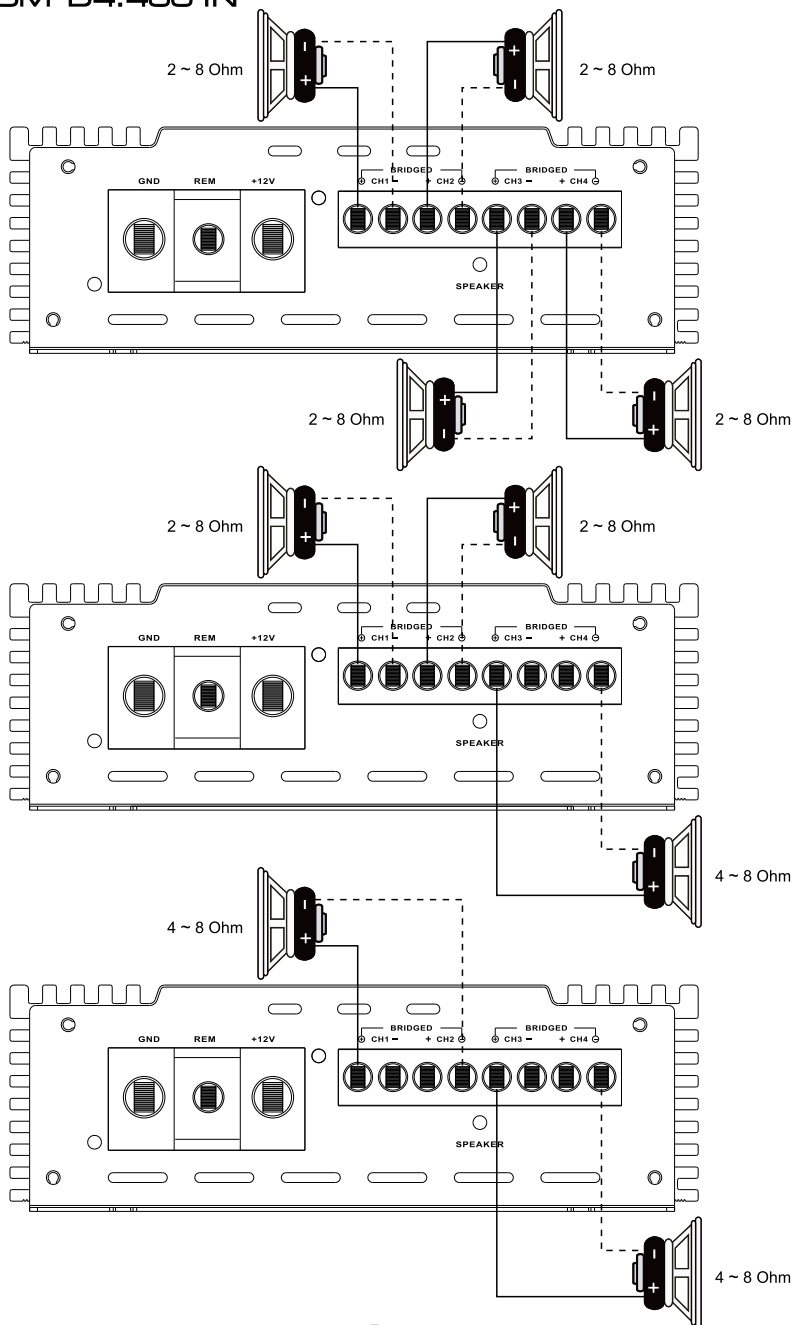 2 ~ 8 Ohm
2 ~ 8 Ohm
GND REM +12V
BRIDGED BRIDGED
⊕ CH1 − + CH2 ⊖ ⊕ CH3 − + CH4 ⊖
SPEAKER
2 ~ 8 Ohm
2 ~ 8 Ohm
2 ~ 8 Ohm
2 ~ 8 Ohm
GND REM +12V
BRIDGED BRIDGED
⊕ CH1 − + CH2 ⊖ ⊕ CH3 − + CH4 ⊖
SPEAKER
4 ~ 8 Ohm
4 ~ 8 Ohm
GND REM +12V
BRIDGED BRIDGED
⊕ CH1 − + CH2 ⊖ ⊕ CH3 − + CH4 ⊖
SPEAKER
4 ~ 8 Ohm